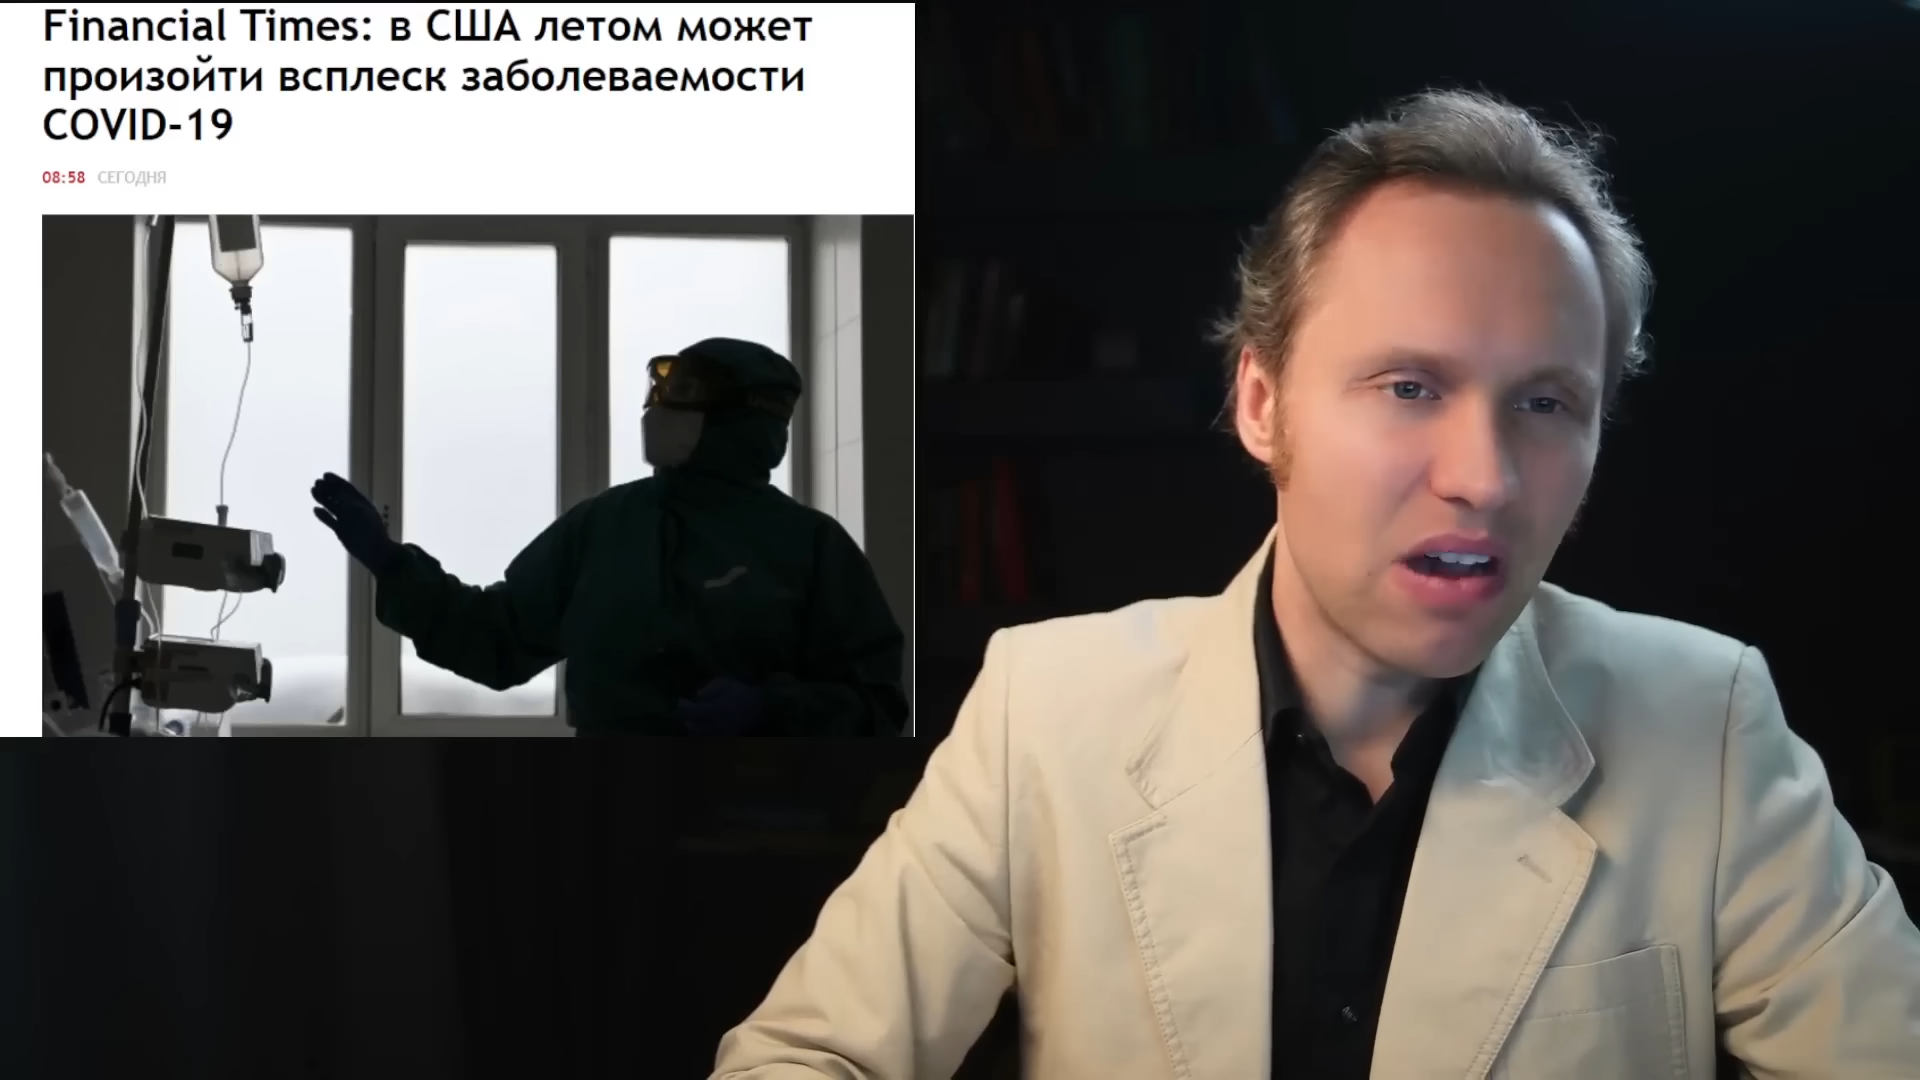 Financial Times: в США летом может
произойти всплеск заболеваемости
COVID-19
08:58 СЕГОДНЯ